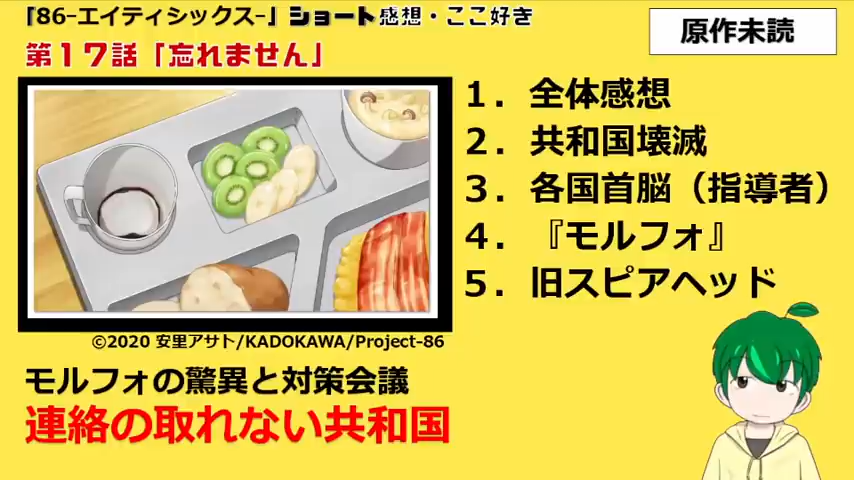 『86-エイティシックス-』ショート感想・ここ好き
原作未読
第17話「忘れません」
1．全体感想
2．共和国壊滅
3．各国首脳（指導者）
4．『モルフォ』
5．旧スピアヘッド
©2020 安里アサト/KADOKAWA/Project-86
モルフォの驚異と対策会議
連絡の取れない共和国